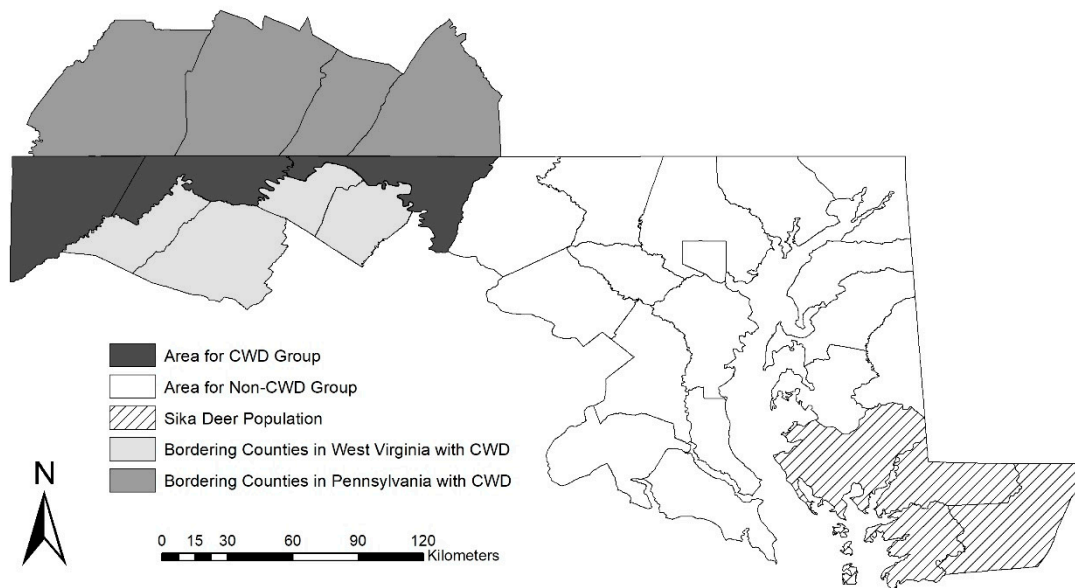 Area for CWD Group
Area for Non-CWD Group
Sika Deer Population
Bordering Counties in West Virginia with CWD
Bordering Counties in Pennsylvania with CWD
N
0 15 30 60 90 120
Kilometers